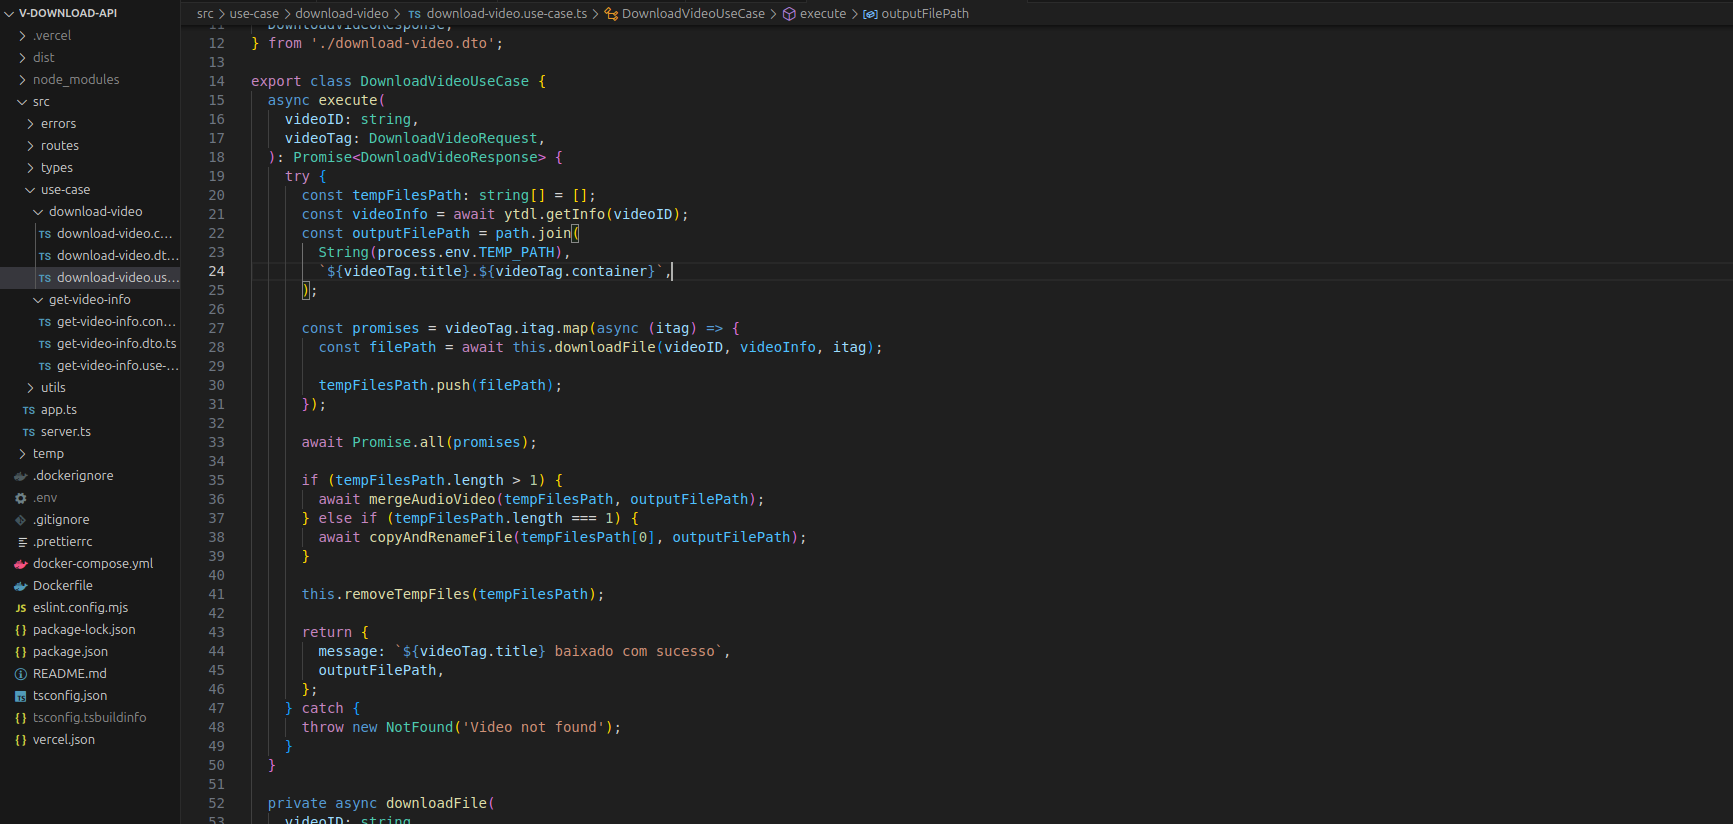 V-DOWNLOAD-API
.vercel
dist
node_modules
src
errors
routes
types
use-case
download-video
TS download-video.c...
TS download-video.dt...
TS download-video.us...
get-video-info
TS get-video-info.con...
TS get-video-info.dto.ts
TS get-video-info.use-...
utils
TS app.ts
TS server.ts
temp
.dockerignore
.env
.gitignore
.prettierrc
docker-compose.yml
Dockerfile
JS eslint.config.mjs
{ } package-lock.json
{ } package.json
README.md
TS tsconfig.json
{ } tsconfig.tsbuildinfo
{ } vercel.json
src > use-case > download-video > TS download-video.use-case.ts > DownloadVideoUseCase > execute > outputFilePath
11 DownloadVideoResponse,
12 } from './download-video.dto';
13
14 export class DownloadVideoUseCase {
15 async execute(
16 videoID: string,
17 videoTag: DownloadVideoRequest,
18 ): Promise<DownloadVideoResponse> {
19 try {
20 const tempFilesPath: string[] = [];
21 const videoInfo = await ytdl.getInfo(videoID);
22 const outputFilePath = path.join(
23 String(process.env.TEMP_PATH),
24 `${videoTag.title}.${videoTag.container}`,
25 );
26
27 const promises = videoTag.itag.map(async (itag) => {
28 const filePath = await this.downloadFile(videoID, videoInfo, itag);
29
30 tempFilesPath.push(filePath);
31 });
32
33 await Promise.all(promises);
34
35 if (tempFilesPath.length > 1) {
36 await mergeAudioVideo(tempFilesPath, outputFilePath);
37 } else if (tempFilesPath.length === 1) {
38 await copyAndRenameFile(tempFilesPath[0], outputFilePath);
39 }
40
41 this.removeTempFiles(tempFilesPath);
42
43 return {
44 message: `${videoTag.title} baixado com sucesso`,
45 outputFilePath,
46 };
47 } catch {
48 throw new NotFound('Video not found');
49 }
50 }
51
52 private async downloadFile(
53 videoID: string